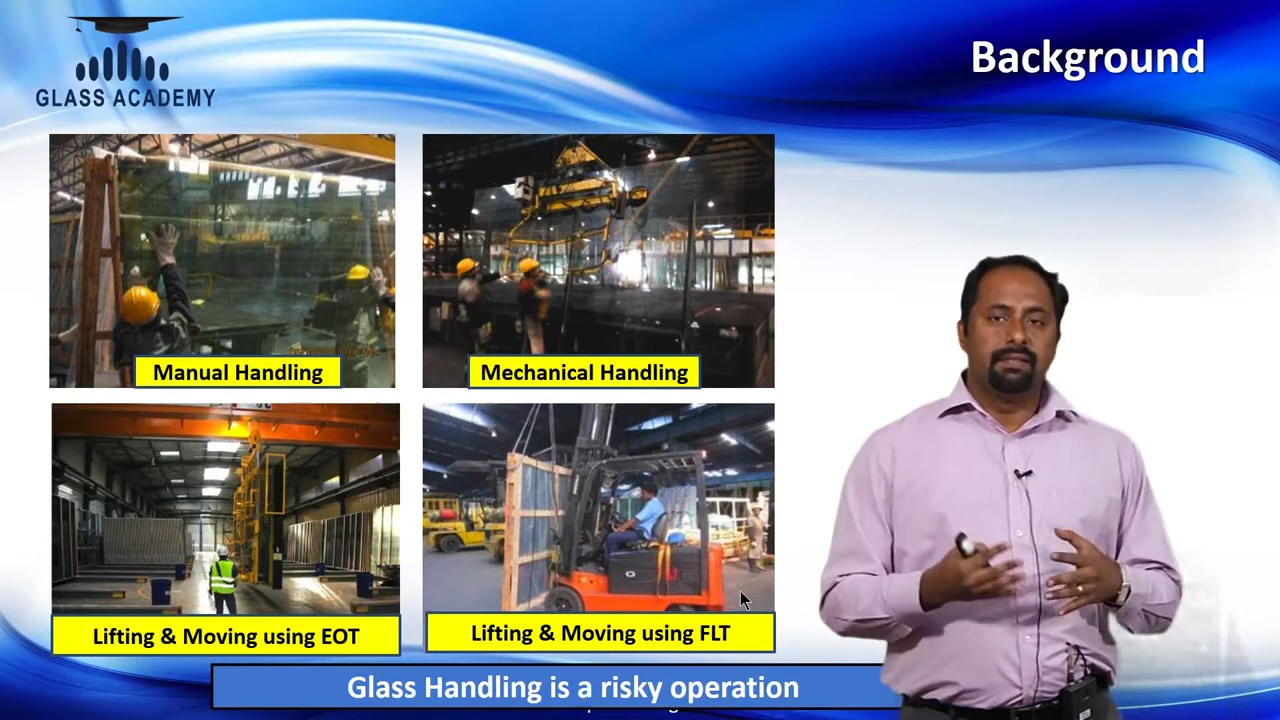 GLASS ACADEMY
Background
Manual Handling
Mechanical Handling
Lifting & Moving using EOT
Lifting & Moving using FLT
Glass Handling is a risky operation